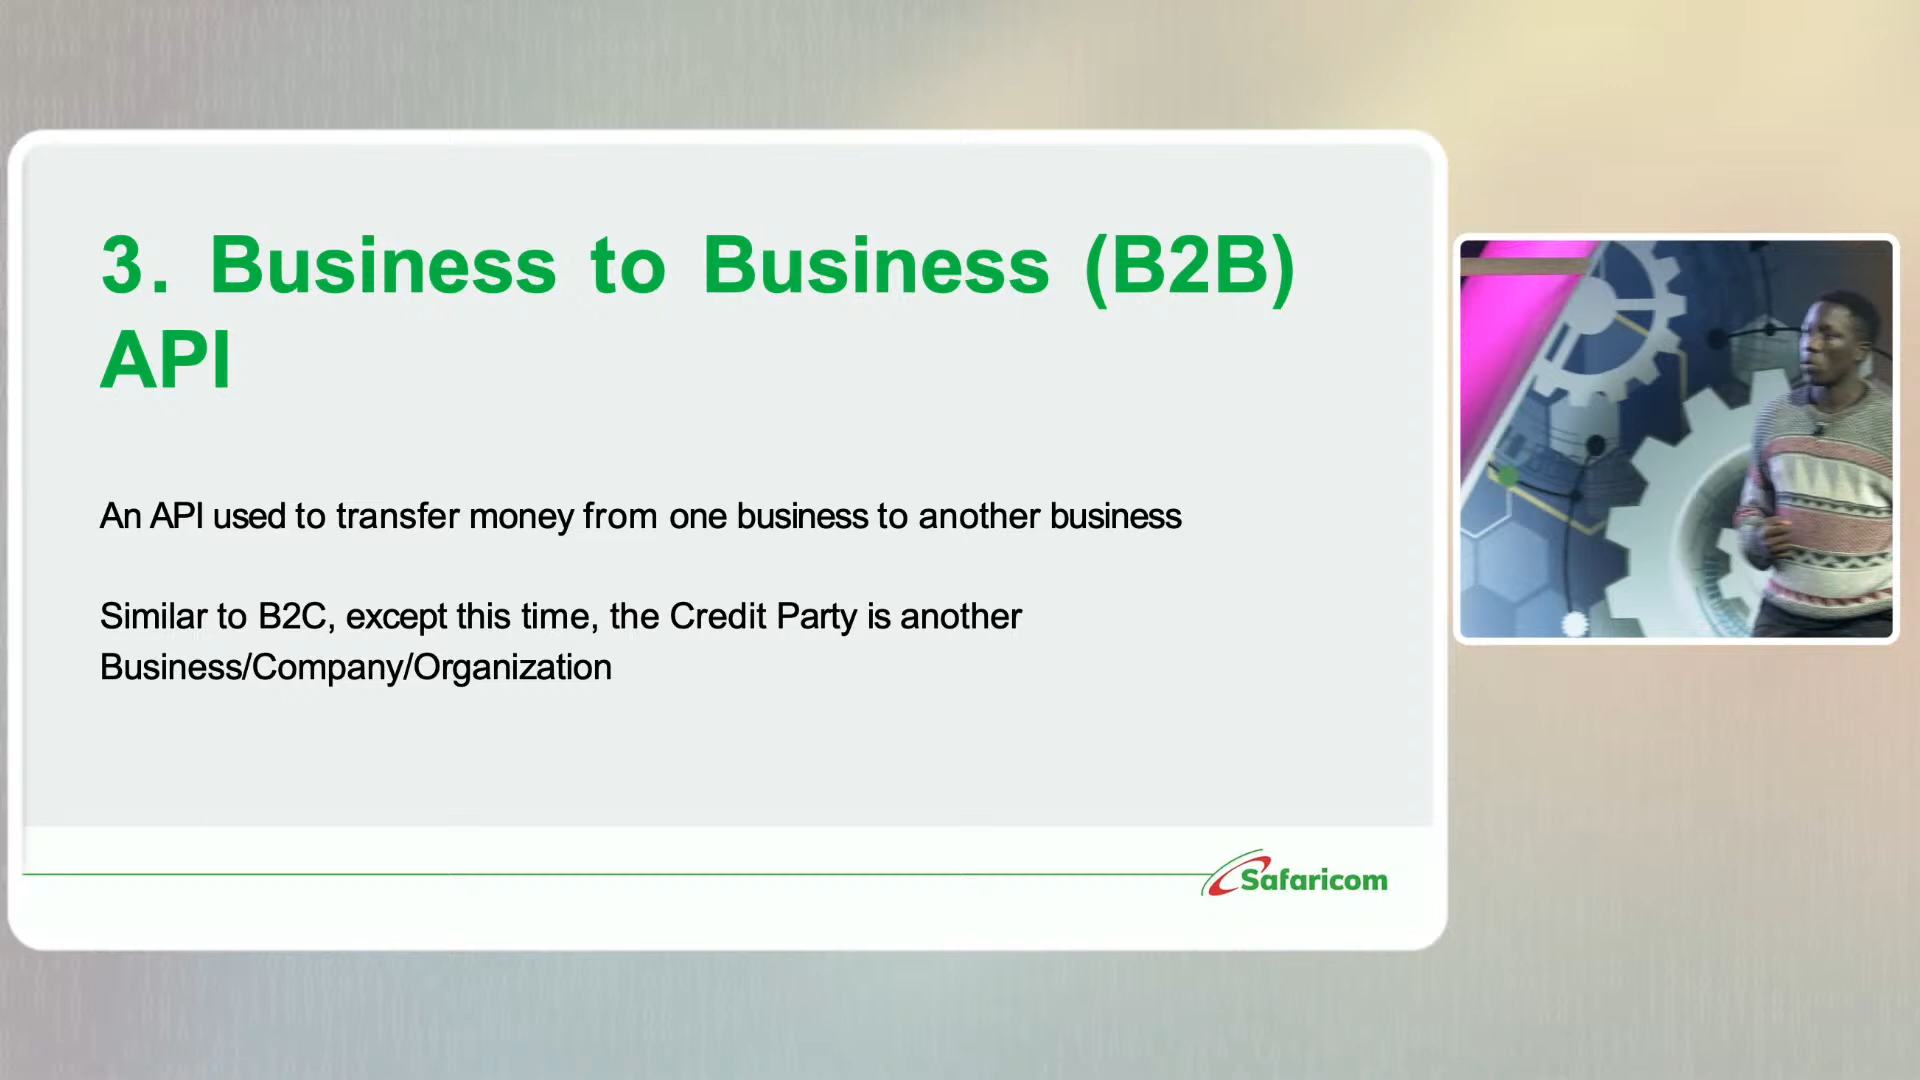 3. Business to Business (B2B)
API
An API used to transfer money from one business to another business
Similar to B2C, except this time, the Credit Party is another
Business/Company/Organization
Safaricom